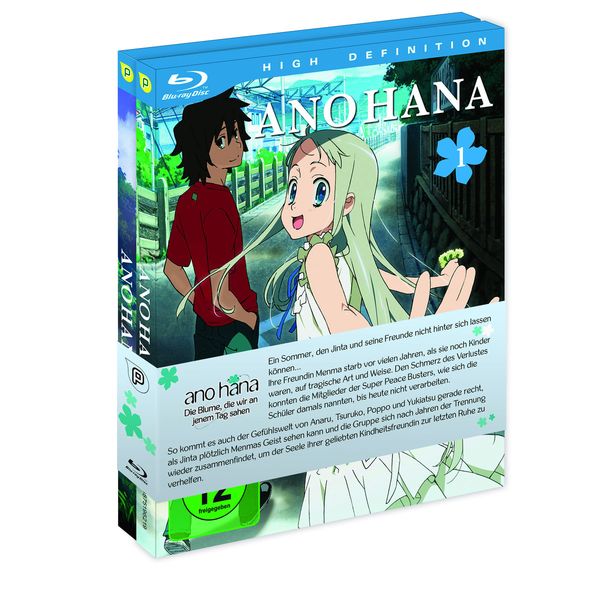 HIGH DEFINITION
Blu-ray Disc
ANO HANA
1
ANO HANA
ANOHANA
Ein Sommer, den Jinta und seine Freunde nicht hinter sich lassen
können...
Ihre Freundin Menma starb vor vielen Jahren, als sie noch Kinder
waren, auf tragische Art und Weise. Den Schmerz des Verlustes
konnten die Mitglieder der Super Peace Busters, wie sich die
Schüler damals nannten, bis heute nicht verarbeiten.
ano hana
Die Blume, die wir an
jenem Tag sehen
So kommt es auch der Gefühlswelt von Anaru, Tsuruko, Poppo und Yukiatsu gerade recht,
als Jinta plötzlich Menmas Geist sehen kann und die Gruppe sich nach Jahren der Trennung
wieder zusammenfindet, um der Seele ihrer geliebten Kindheitsfreundin zur letzten Ruhe zu
verhelfen.
12
freigegeben